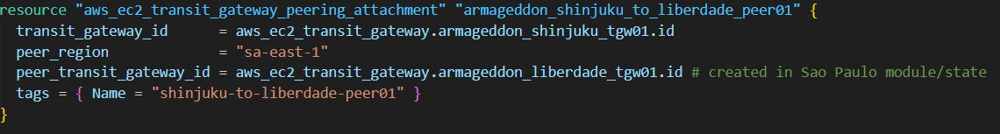 resource "aws_ec2_transit_gateway_peering_attachment" "armageddon_shinjuku_to_liberdade_peer01" {
  transit_gateway_id      = aws_ec2_transit_gateway.armageddon_shinjuku_tgw01.id
  peer_region             = "sa-east-1"
  peer_transit_gateway_id = aws_ec2_transit_gateway.armageddon_liberdade_tgw01.id # created in Sao Paulo module/state
  tags = { Name = "shinjuku-to-liberdade-peer01" }
}